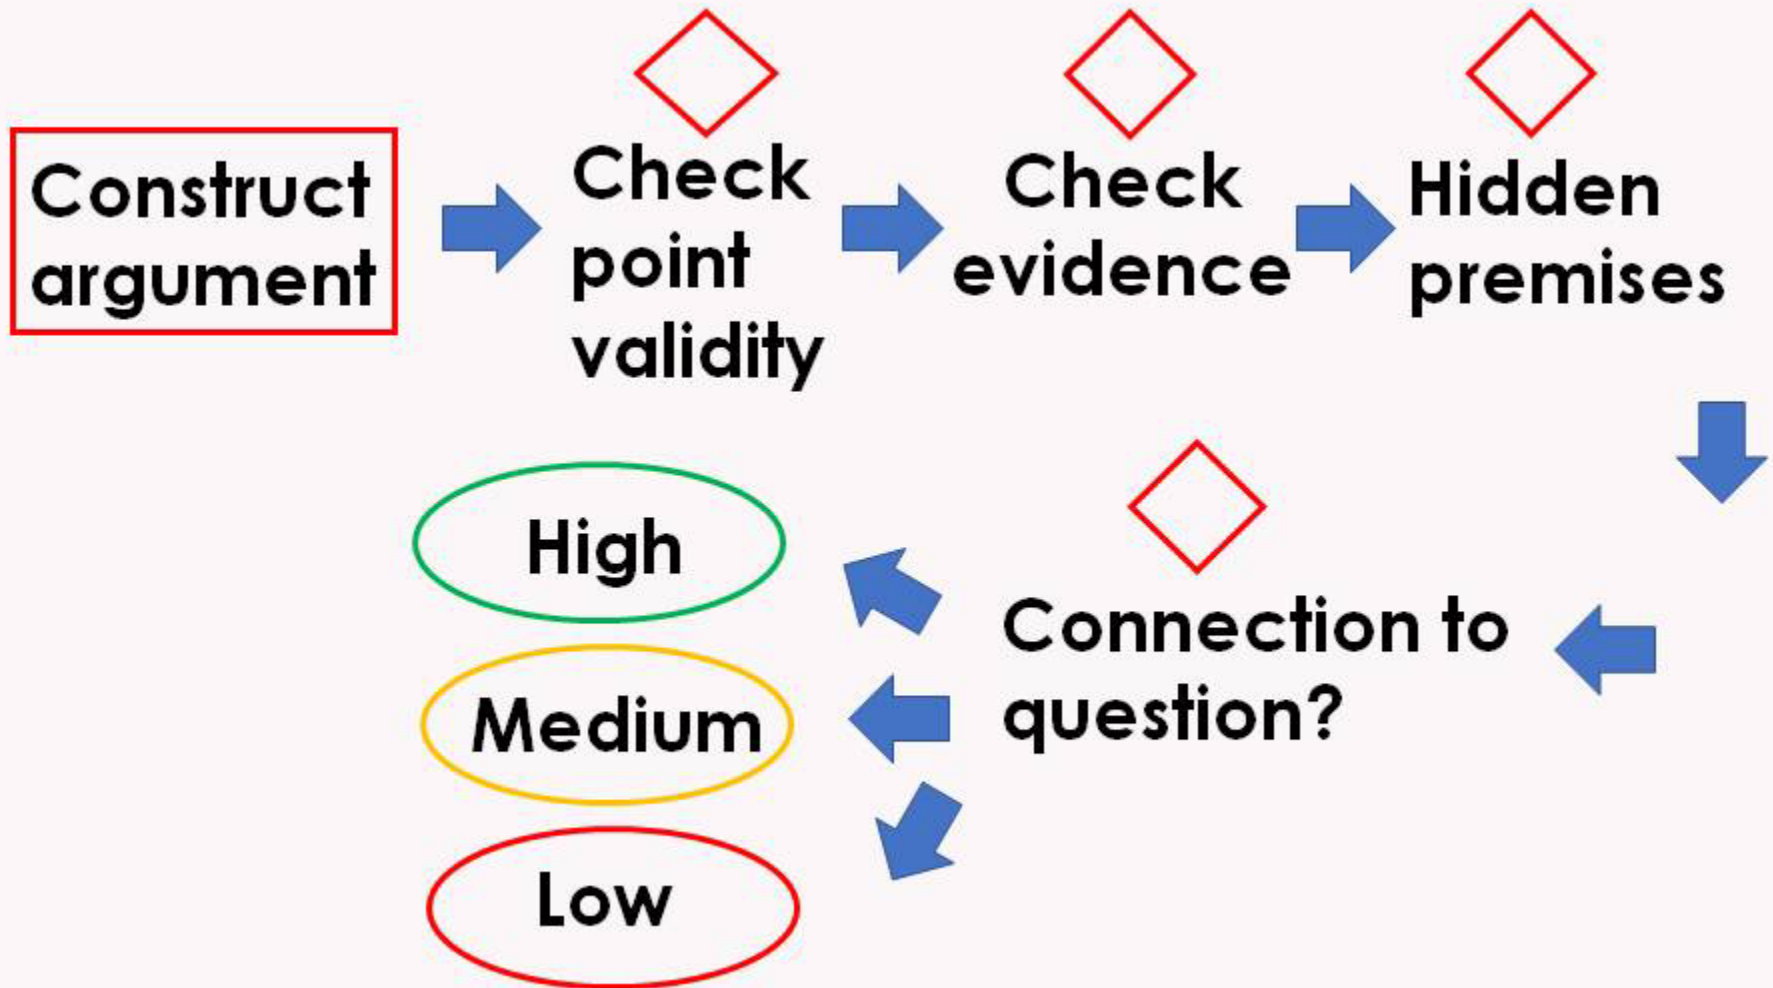 Construct
argument
Check
point
validity
Check
evidence
Hidden
premises
Connection to
question?
High
Medium
Low